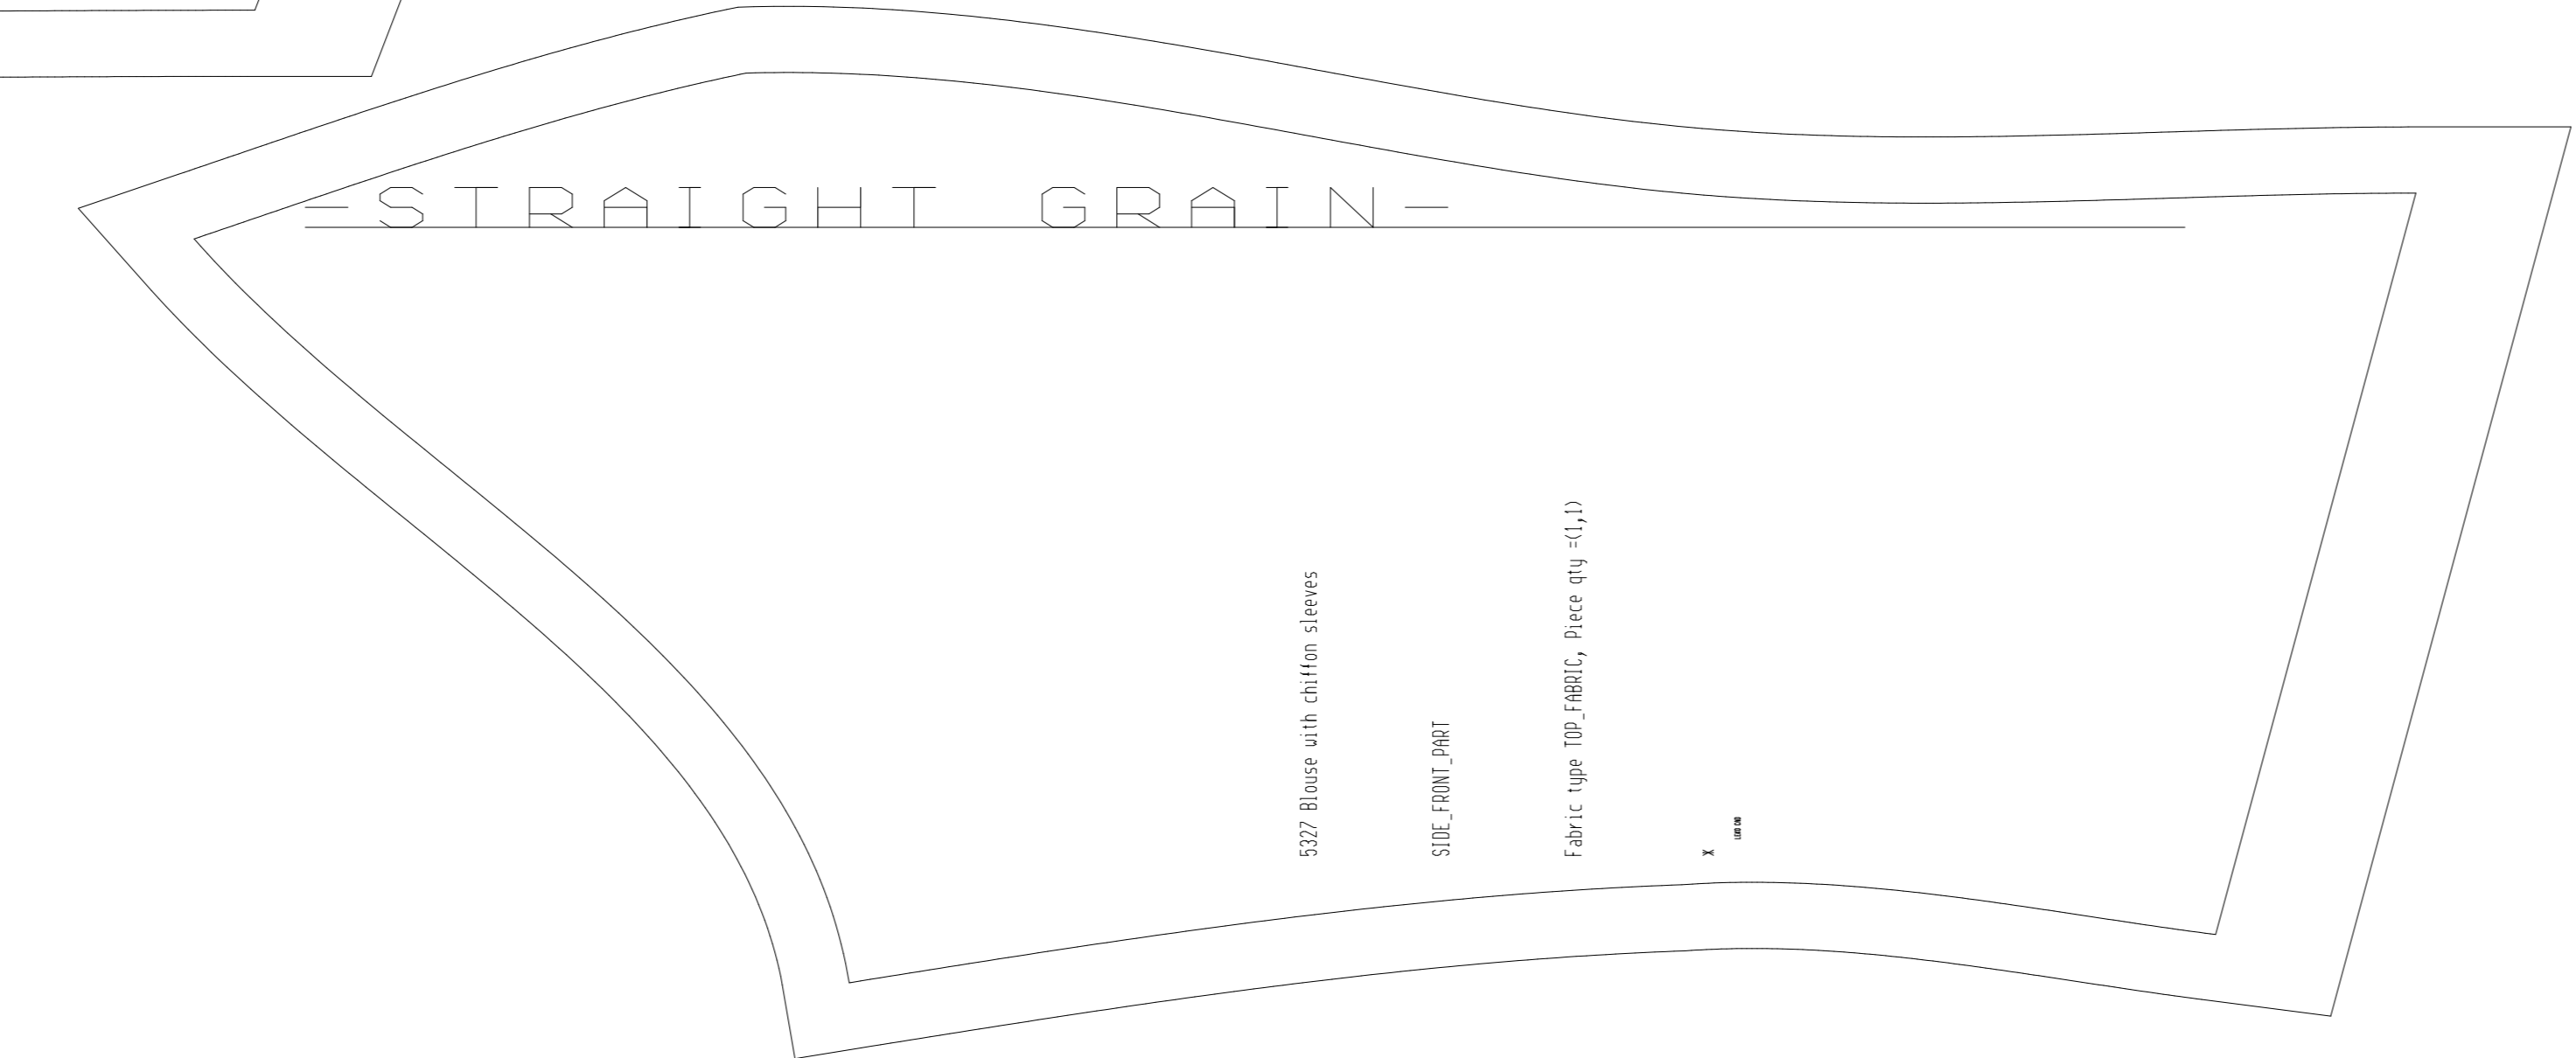 -STRAIGHT GRAIN-
5327 Blouse with chiffon sleeves
SIDE_FRONT_PART
Fabric type TOP_FABRIC, Piece qty =(1,1)